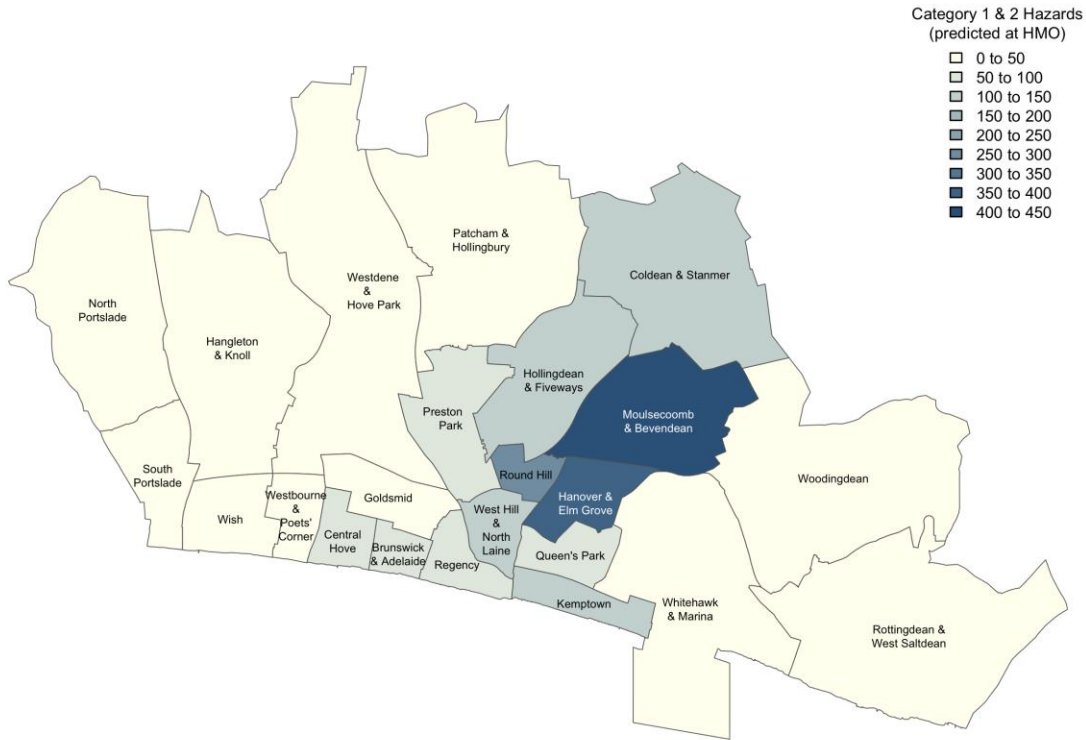 Category 1 & 2 Hazards
(predicted at HMO)
0 to 50
50 to 100
100 to 150
150 to 200
200 to 250
250 to 300
300 to 350
350 to 400
400 to 450
Patcham &
Hollingbury
Coldean & Stanmer
Westdene
&
Hove Park
North
Portslade
Hangleton
& Knoll
Hollingdean
& Fiveways
Preston
Park
Moulsecoomb
& Bevendean
South
Portslade
Round Hill
Woodingdean
Goldsmid
Westbourne
&
Poets'
Corner
Hanover &
Elm Grove
Wish
West Hill
&
North
Laine
Central
Hove
Brunswick
& Adelaide
Regency
Queen's Park
Kemptown
Whitehawk
& Marina
Rottingdean &
West Saltdean